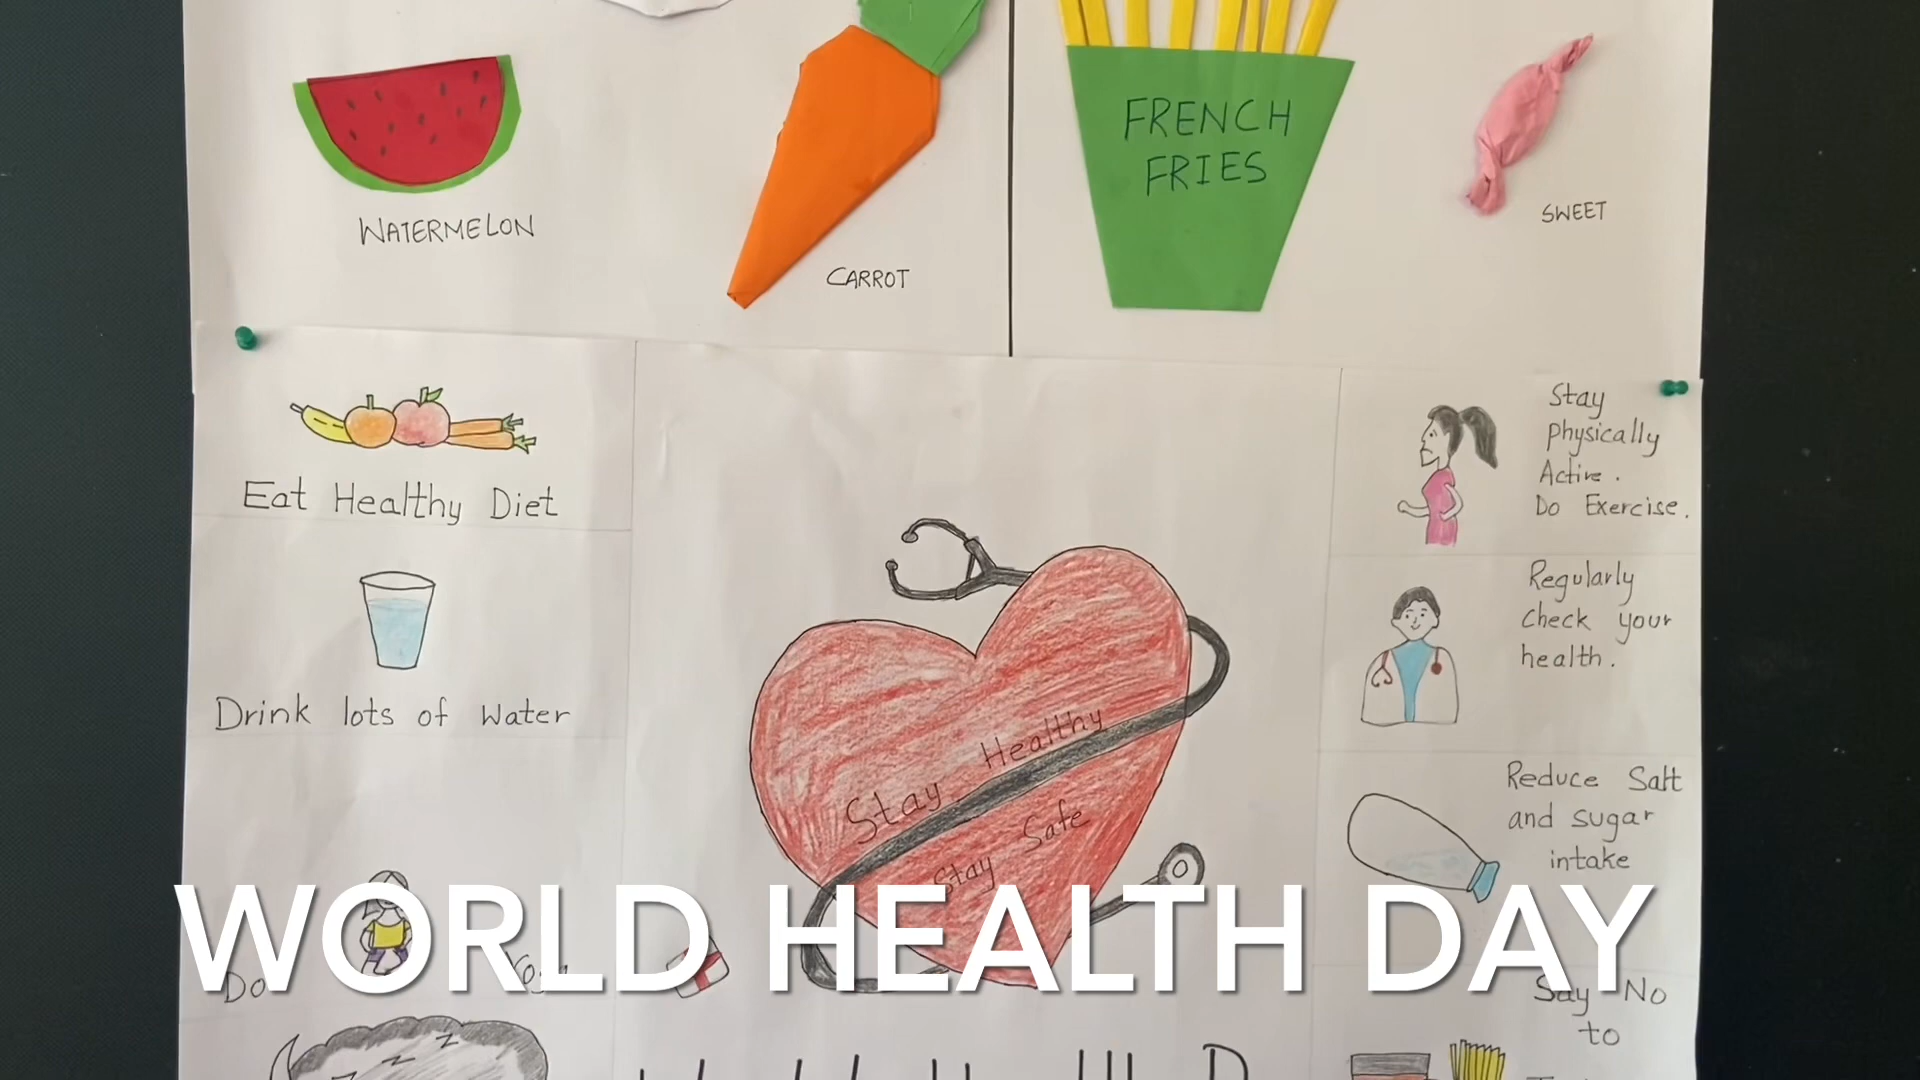 FRENCH
FRIES
SWEET
WATERMELON
CARROT
Eat Healthy Diet
Stay
Physically
Active.
Do Exercise.
Regularly
check your
health.
Drink lots of Water
Stay Healthy
Stay Safe
Reduce Salt
and sugar
intake
WORLD HEALTH DAY
Do
Say No
to